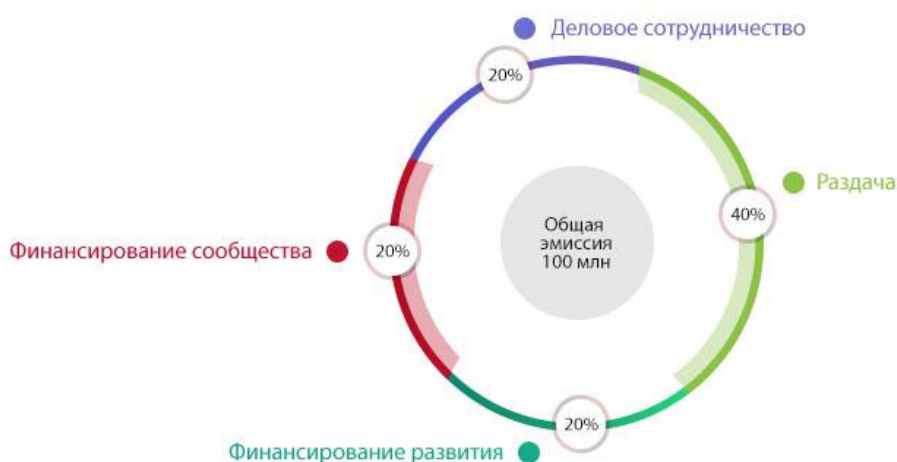 Деловое сотрудничество
20%
Раздача
40%
Общая
эмиссия
100 млн
Финансирование сообщества
20%
20%
Финансирование развития